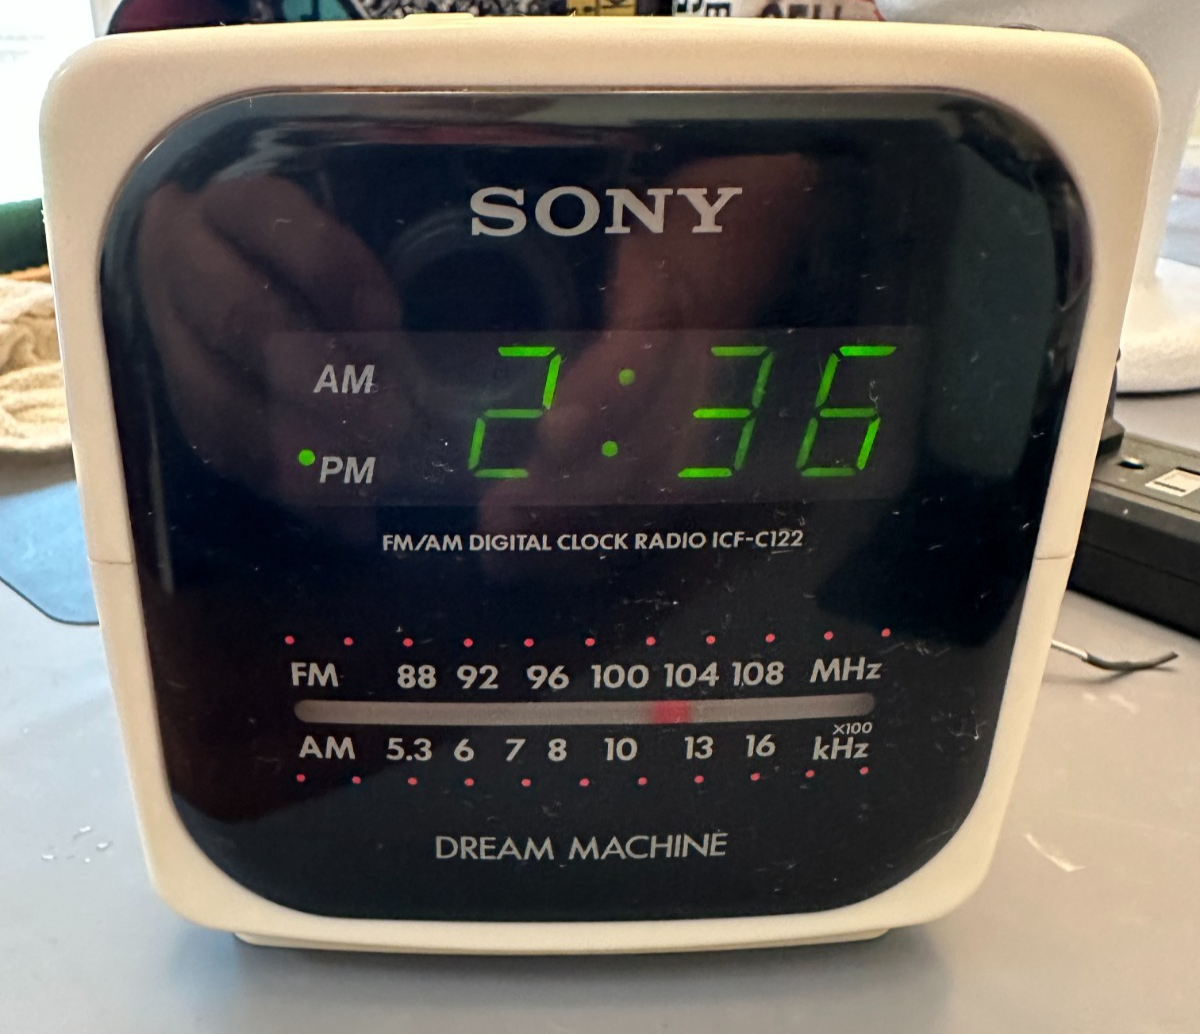 SONY
AM
2:36
PM
FM/AM DIGITAL CLOCK RADIO ICF-C122
FM 88 92 96 100 104 108 MHz
x100
AM 5.3 6 7 8 10 13 16 kHz
DREAM MACHINE